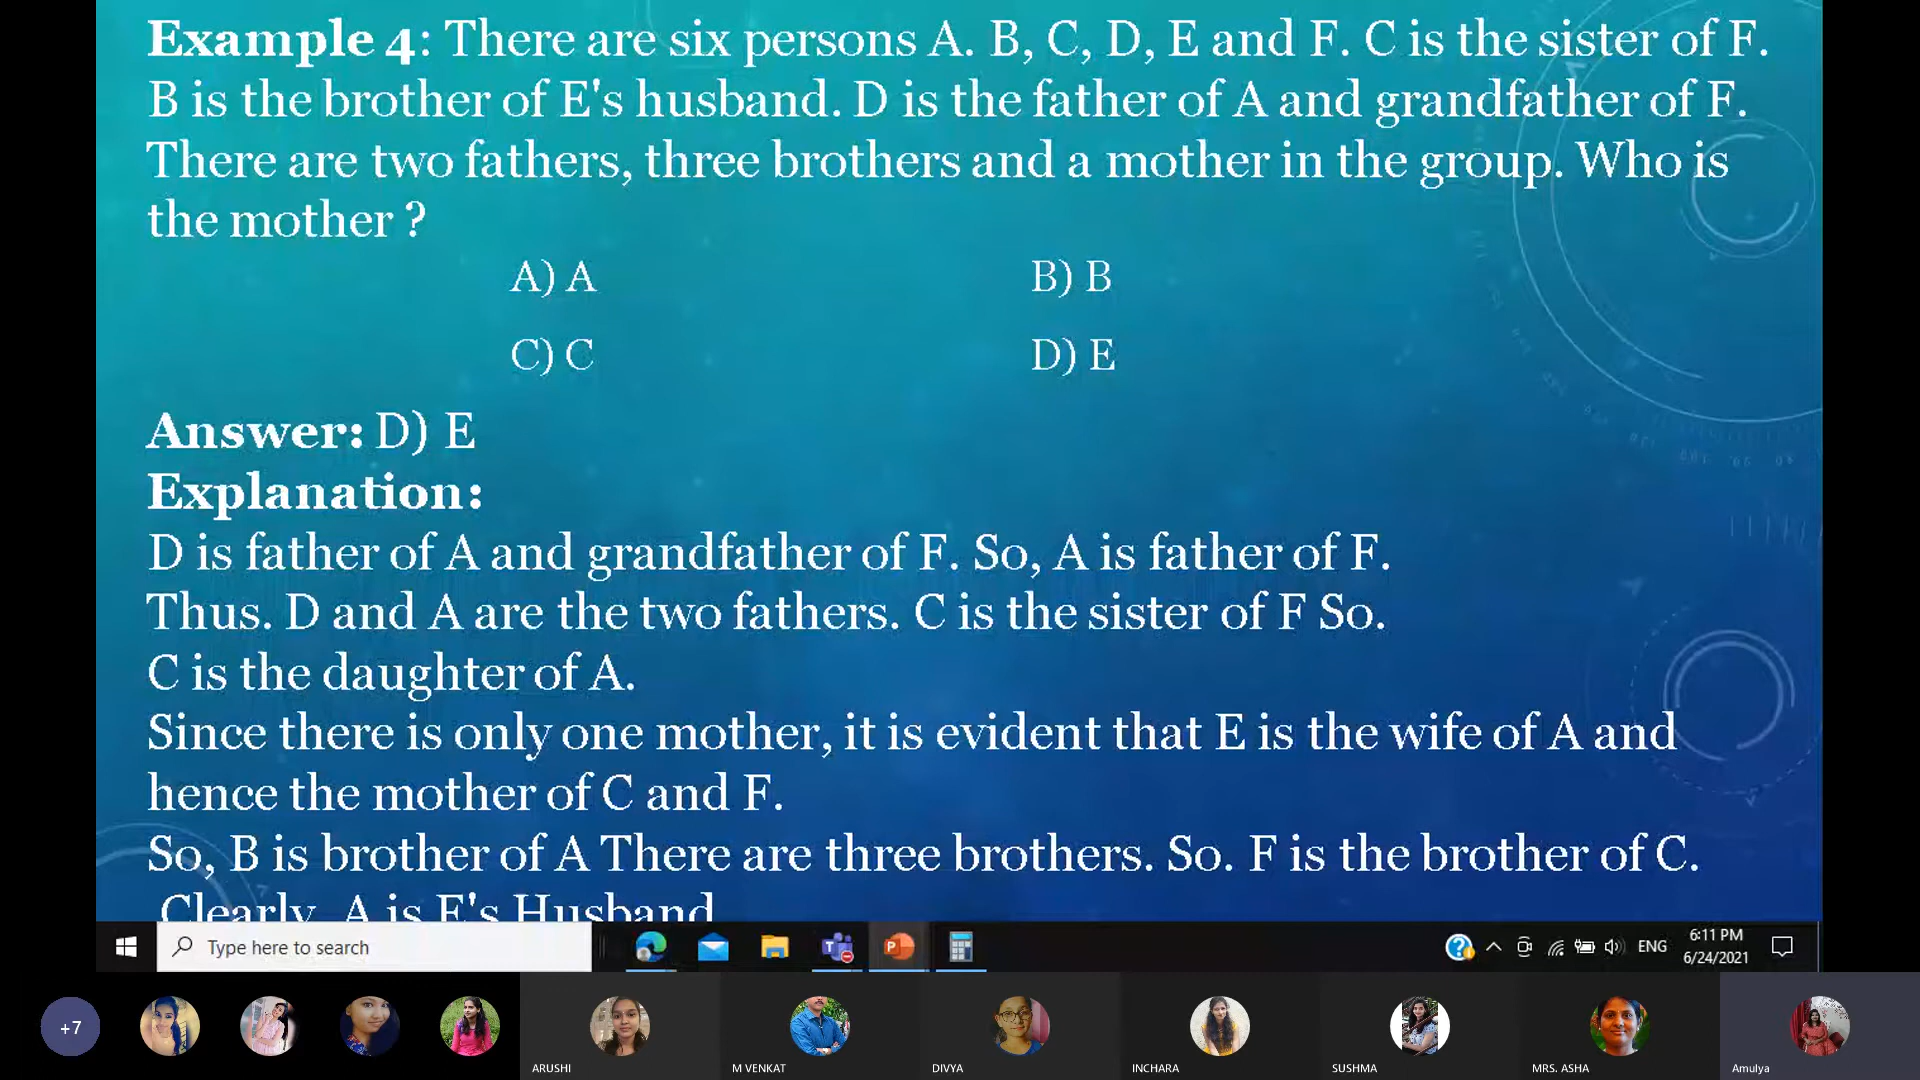 Example 4: There are six persons A. B, C, D, E and F. C is the sister of F.
B is the brother of E's husband. D is the father of A and grandfather of F.
There are two fathers, three brothers and a mother in the group. Who is
the mother ?
A) A
B) B
C) C
D) E
Answer: D) E
Explanation:
D is father of A and grandfather of F. So, A is father of F.
Thus. D and A are the two fathers. C is the sister of F So.
C is the daughter of A.
Since there is only one mother, it is evident that E is the wife of A and
hence the mother of C and F.
So, B is brother of A There are three brothers. So. F is the brother of C.
Clearly, A is E's Husband
Type here to search
ENG
6:11 PM
6/24/2021
+7
ARUSHI
M VENKAT
DIVYA
INCHARA
SUSHMA
MRS. ASHA
Amulya